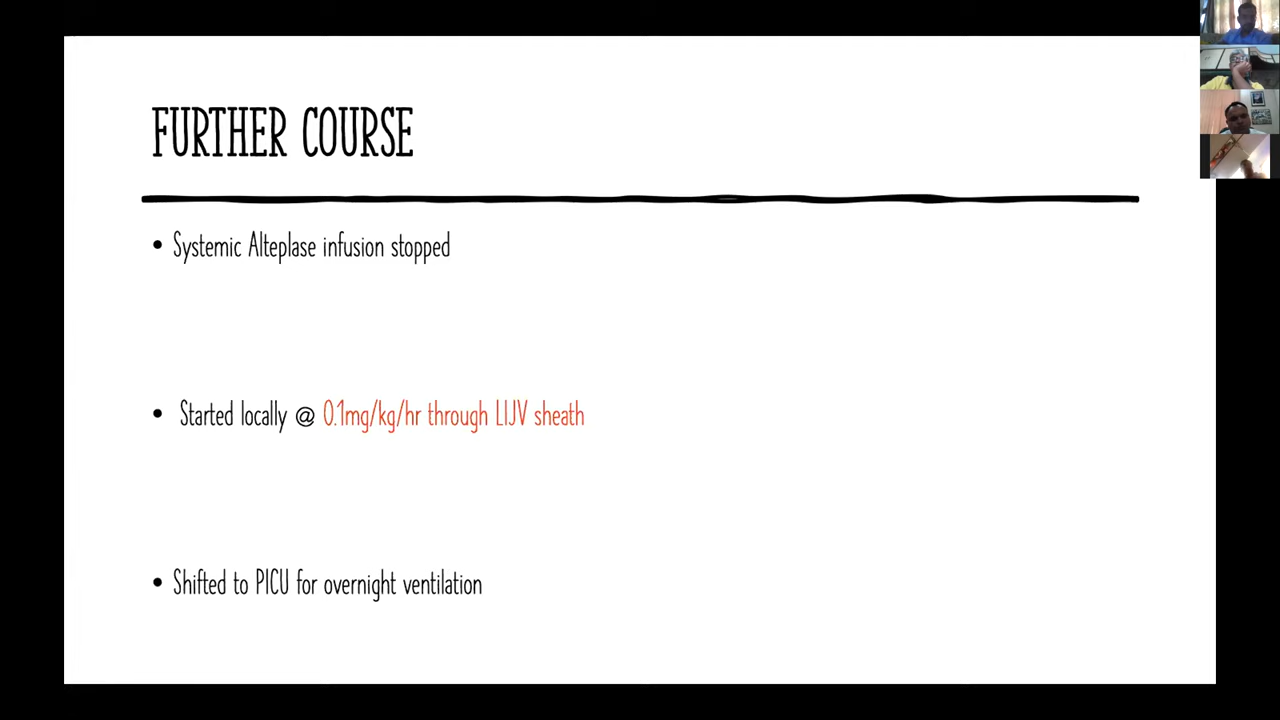 FURTHER COURSE
• Systemic Alteplase infusion stopped
• Started locally @ 0.1mg/kg/hr through LIJV sheath
• Shifted to PICU for overnight ventilation